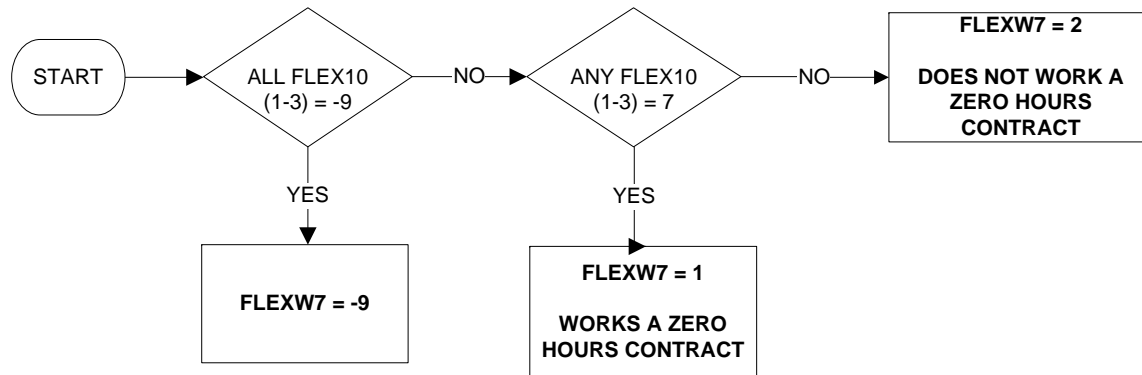 START
ALL FLEX10
(1-3) = -9
NO
ANY FLEX10
(1-3) = 7
NO
FLEXW7 = 2
DOES NOT WORK A
ZERO HOURS
CONTRACT
YES
YES
FLEXW7 = -9
FLEXW7 = 1
WORKS A ZERO
HOURS CONTRACT